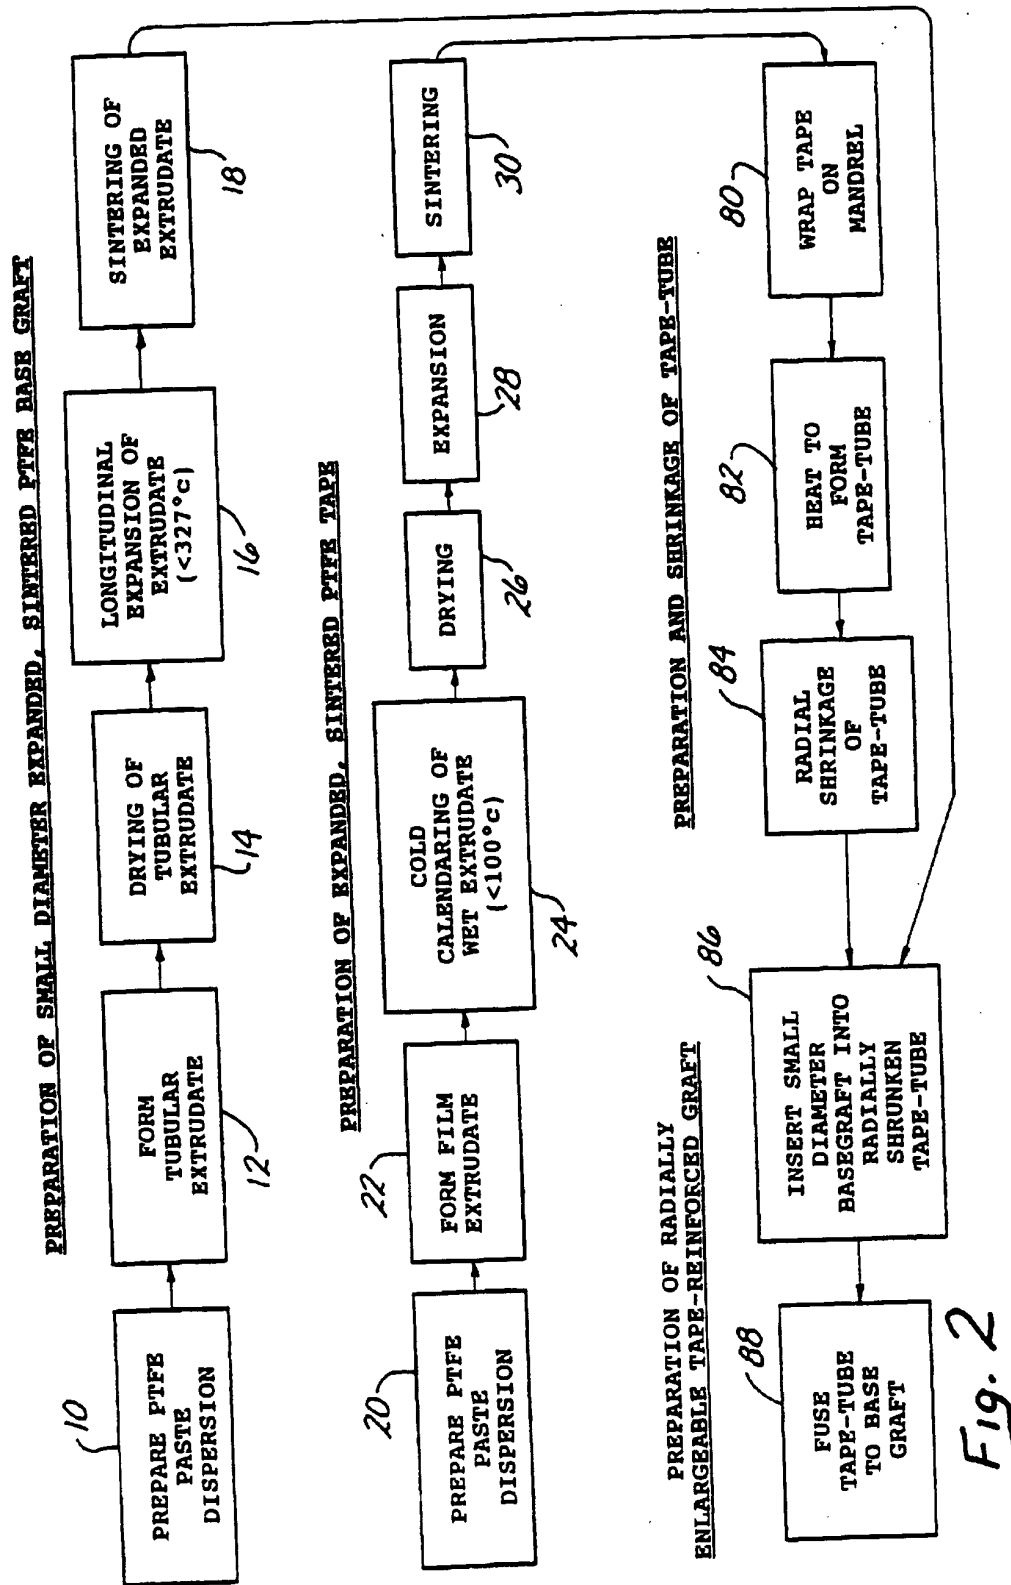 PREPARATION OF SMALL DIAMETER EXPANDED, SINTERED PTFE BASE GRAFT
10
PREPARE PTFE
PASTE
DISPERSION
FORM
TUBULAR
EXTRUDATE
12
DRYING OF
TUBULAR
EXTRUDATE
14
LONGITUDINAL
EXPANSION OF
EXTRUDATE
(<327°c)
16
SINTERING OF
EXPANDED
EXTRUDATE
18
PREPARATION OF EXPANDED, SINTERED PTFE TAPE
20
PREPARE PTFE
PASTE
DISPERSION
22
FORM FILM
EXTRUDATE
COLD
CALENDARING OF
WET EXTRUDATE
(<100°c)
24
DRYING
26
EXPANSION
28
SINTERING
30
PREPARATION AND SHRINKAGE OF TAPE-TUBE
80
WRAP TAPE
ON
MANDREL
82
HEAT TO
FORM
TAPE-TUBE
84
RADIAL
SHRINKAGE
OF
TAPE-TUBE
PREPARATION OF RADIALLY
ENLARGEABLE TAPE-REINFORCED GRAFT
86
INSERT SMALL
DIAMETER
BASEGRAFT INTO
RADIALLY
SHRUNKEN
TAPE-TUBE
88
FUSE
TAPE-TUBE
TO BASE
GRAFT
Fig. 2